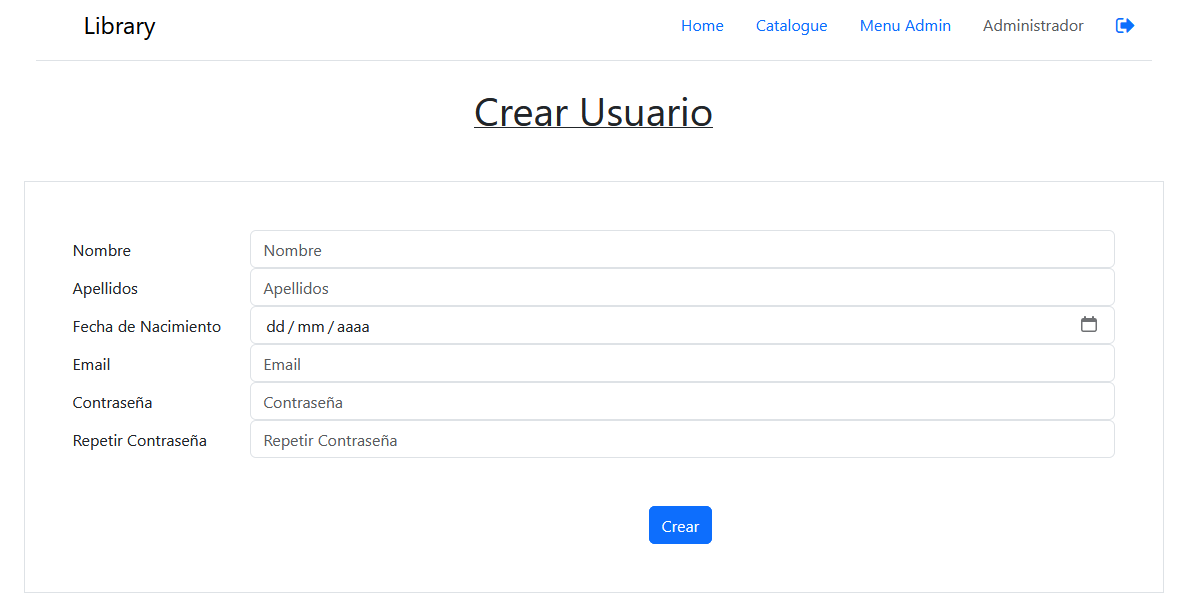 Library Home Catalogue Menu Admin Administrador
Crear Usuario
Nombre Nombre
Apellidos Apellidos
Fecha de Nacimiento dd / mm / aaaa
Email Email
Contraseña Contraseña
Repetir Contraseña Repetir Contraseña
Crear